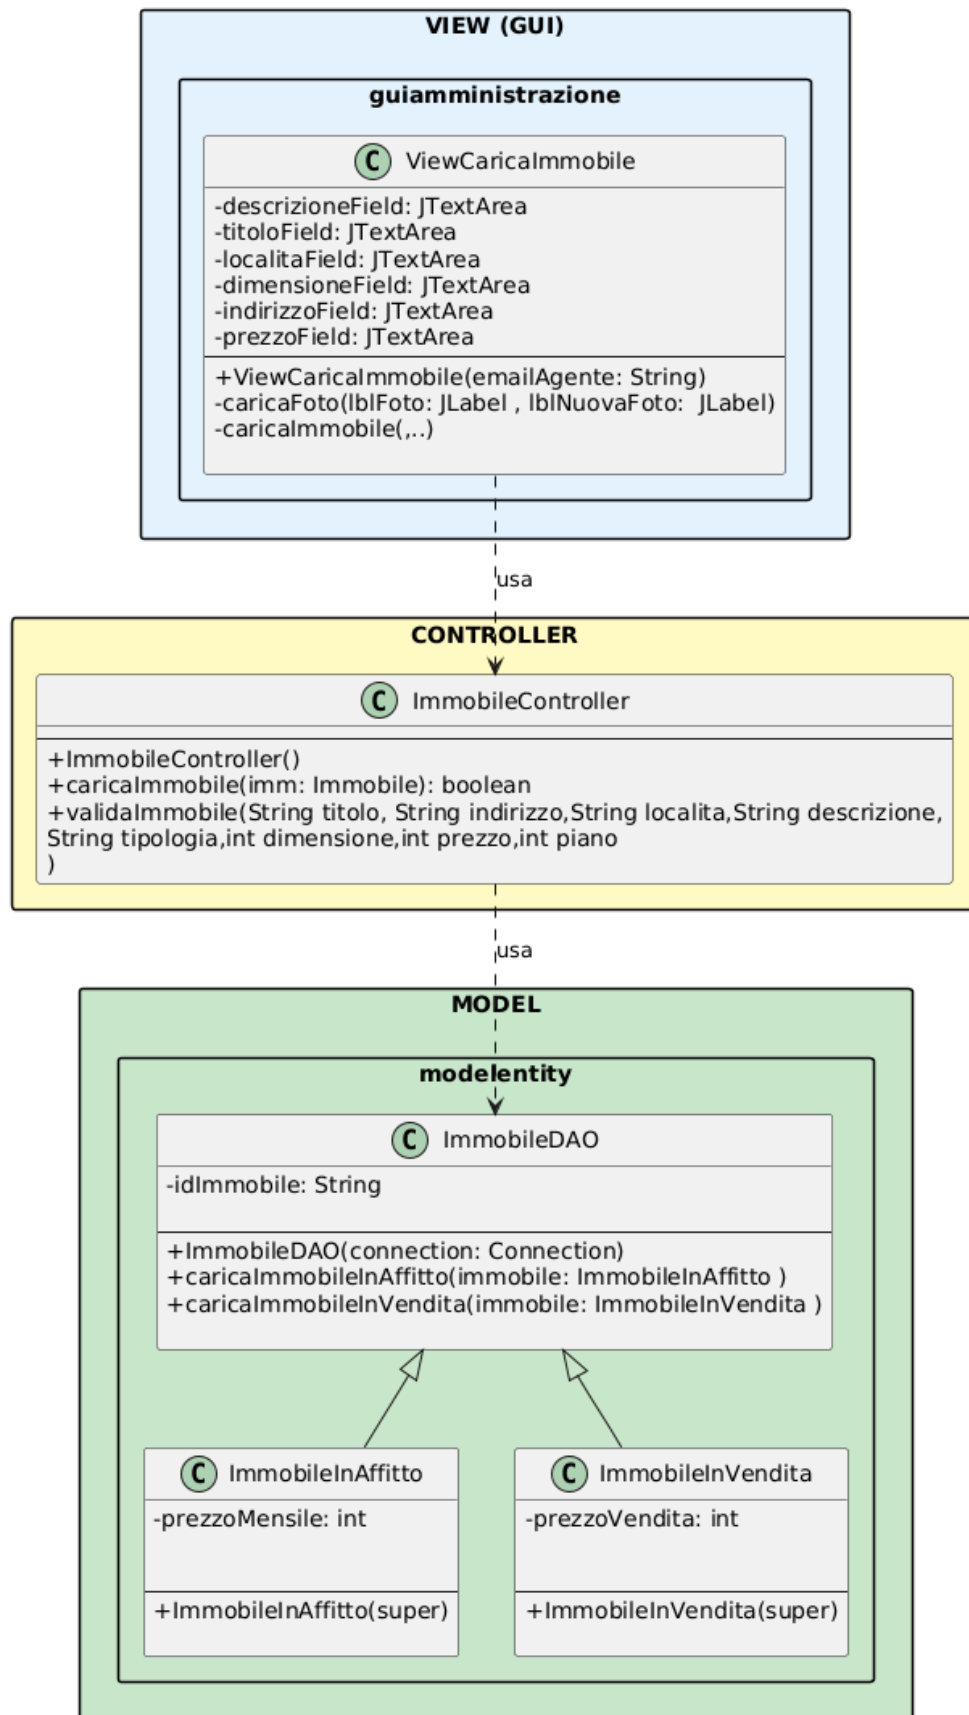 VIEW (GUI)
guiamministrazione
C ViewCaricaImmobile
-descrizioneField: JTextArea
-titoloField: JTextArea
-localitaField: JTextArea
-dimensioneField: JTextArea
-indirizzoField: JTextArea
-prezzoField: JTextArea
+ViewCaricaImmobile(emailAgente: String)
-caricaFoto(lblFoto: JLabel , lblNuovaFoto:  JLabel)
-caricaImmobile(,..)
usa
CONTROLLER
C ImmobileController
+ImmobileController()
+caricaImmobile(imm: Immobile): boolean
+validaImmobile(String titolo, String indirizzo,String localita,String descrizione,
String tipologia,int dimensione,int prezzo,int piano
)
usa
MODEL
modelentity
C ImmobileDAO
-idImmobile: String
+ImmobileDAO(connection: Connection)
+caricaImmobileInAffitto(immobile: ImmobileInAffitto )
+caricaImmobileInVendita(immobile: ImmobileInVendita )
C ImmobileInAffitto
-prezzoMensile: int
+ImmobileInAffitto(super)
C ImmobileInVendita
-prezzoVendita: int
+ImmobileInVendita(super)